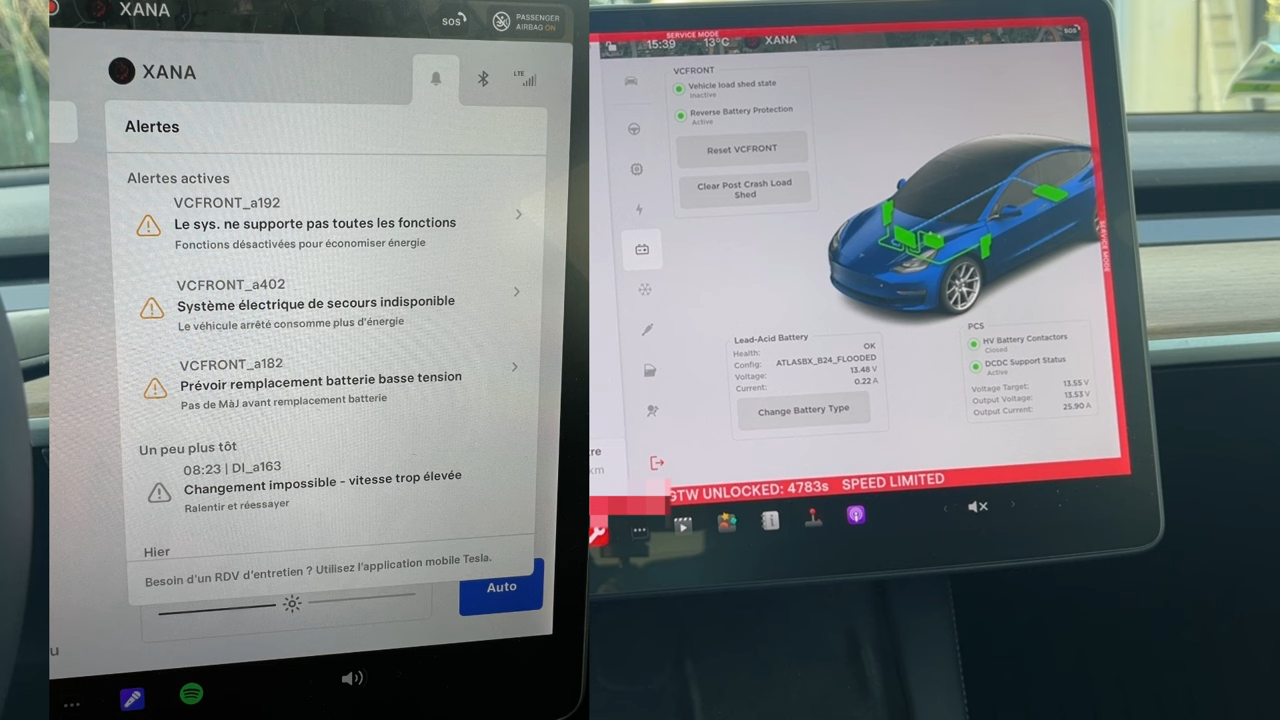 XANA
SOS
PASSENGER
AIRBAG ON
XANA
LTE
Alertes
Alertes actives
VCFRONT_a192
Le sys. ne supporte pas toutes les fonctions
Fonctions désactivées pour économiser énergie
VCFRONT_a402
Système électrique de secours indisponible
Le véhicule arrêté consomme plus d'énergie
VCFRONT_a182
Prévoir remplacement batterie basse tension
Pas de MàJ avant remplacement batterie
Un peu plus tôt
08:23 | DI_a163
Changement impossible - vitesse trop élevée
Ralentir et réessayer
Hier
Besoin d'un RDV d'entretien ? Utilisez l'application mobile Tesla.
Auto
u
SERVICE MODE
15:39 13°C XANA
SOS
VCFRONT
Vehicle load shed state
Inactive
Reverse Battery Protection
Active
Reset VCFRONT
Clear Post Crash Load
Shed
SERVICE MODE
Lead-Acid Battery
Health: OK
Config: ATLASBX_B24_FLOODED
Voltage: 13.48 V
Current: 0.22 A
Change Battery Type
PCS
HV Battery Contactors
Closed
DCDC Support Status
Active
Voltage Target: 13.55 V
Output Voltage: 13.53 V
Output Current: 25.90 A
re
km
GTW UNLOCKED: 4783s SPEED LIMITED